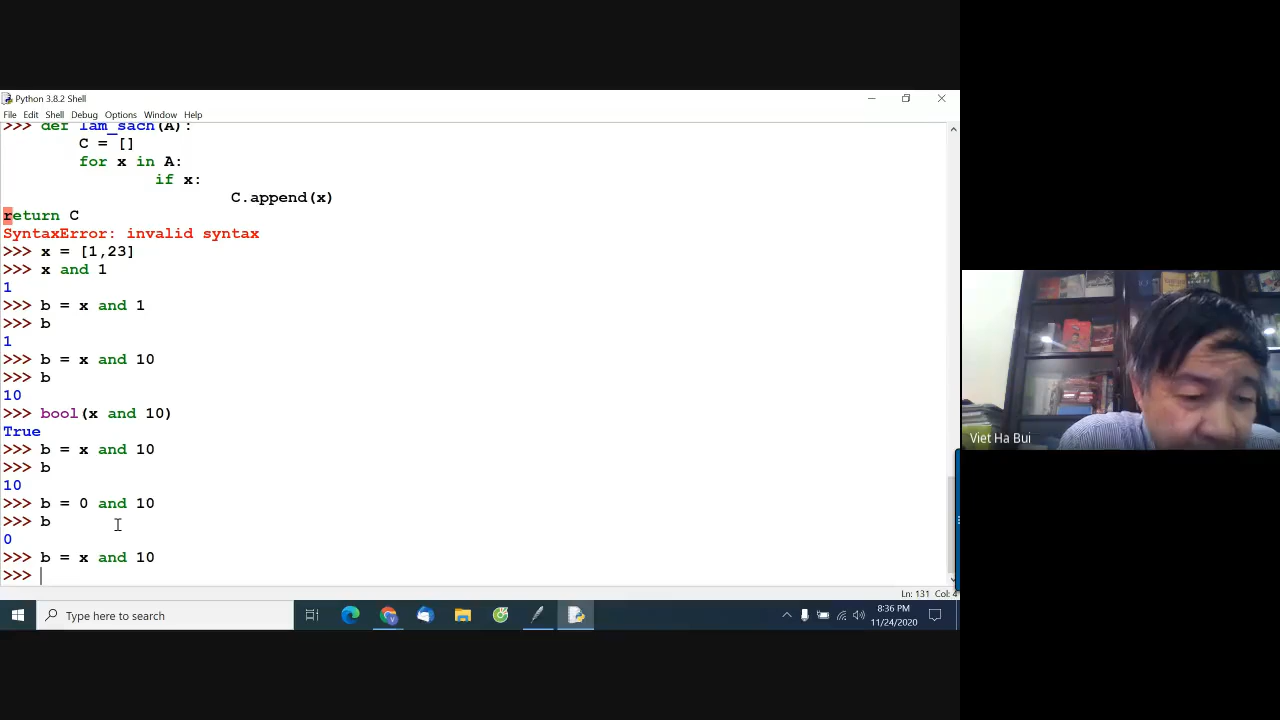 Python 3.8.2 Shell
File Edit Shell Debug Options Window Help
>>> def lam_sach(A):
C = []
for x in A:
if x:
C.append(x)
return C
SyntaxError: invalid syntax
>>> x = [1,23]
>>> x and 1
1
>>> b = x and 1
>>> b
1
>>> b = x and 10
>>> b
10
>>> bool(x and 10)
True
>>> b = x and 10
>>> b
10
>>> b = 0 and 10
>>> b
0
>>> b = x and 10
>>>
Ln: 131 Col: 4
Type here to search
8:36 PM
11/24/2020
Viet Ha Bui